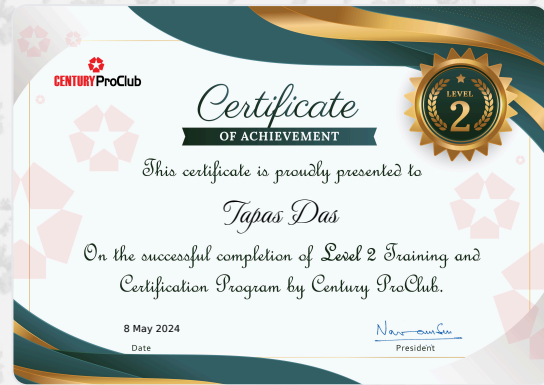 CENTURY ProClub
Certificate
OF ACHIEVEMENT
LEVEL
2
This certificate is proudly presented to
Tapas Das
On the successful completion of Level 2 Training and
Certification Program by Century ProClub.
8 May 2024
Date
President